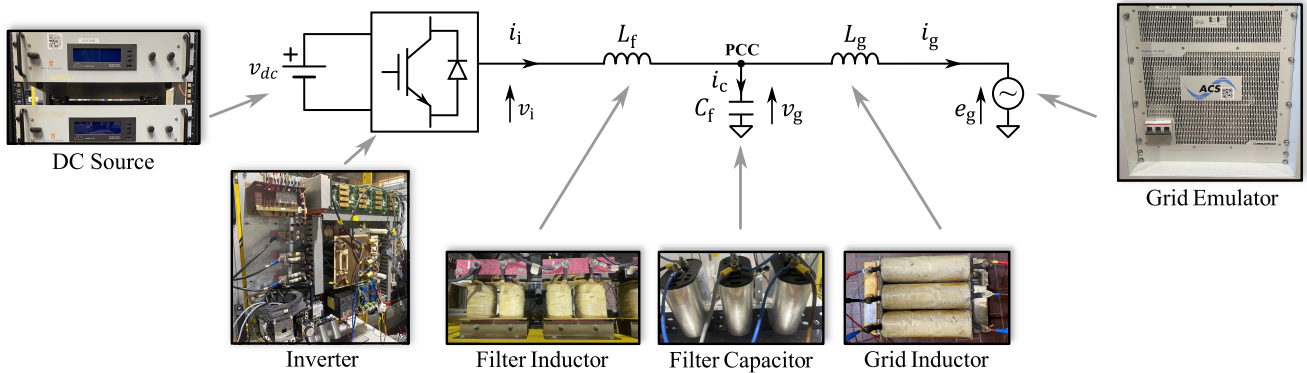 i_i
L_f
PCC
L_g
i_g
v_dc
+
i_c
v_i
C_f
v_g
e_g
ACS
DC Source
Grid Emulator
Inverter
Filter Inductor
Filter Capacitor
Grid Inductor